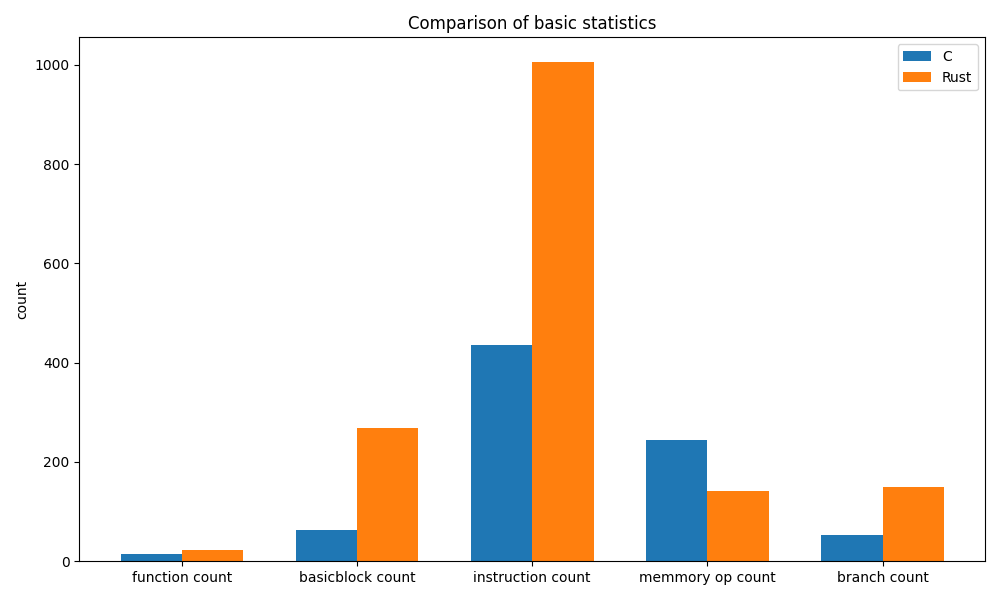 Comparison of basic statistics
C
Rust
count
1000
800
600
400
200
0
function count
basicblock count
instruction count
memmory op count
branch count